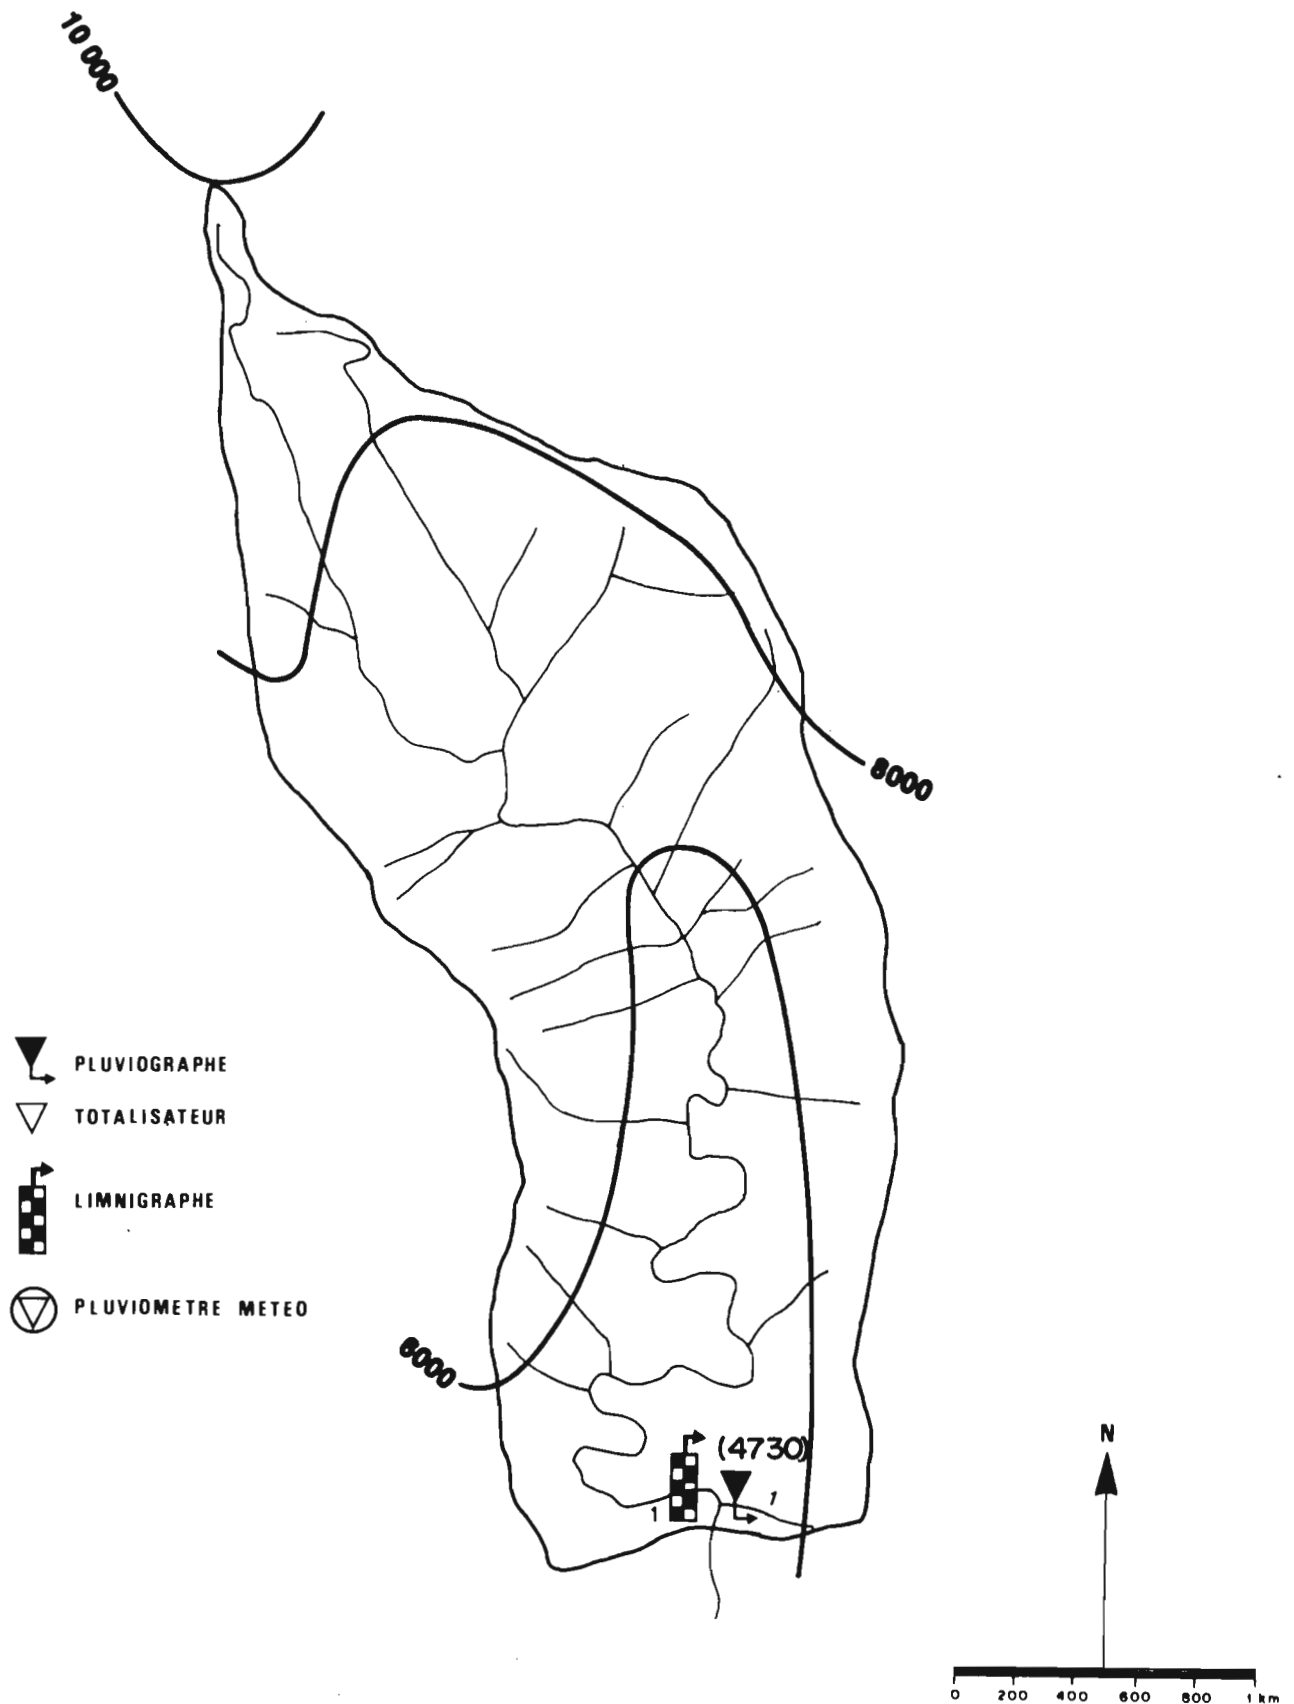 10 000
8000
PLUVIOGRAPHE
TOTALISATEUR
LIMNIGRAPHE
PLUVIOMETRE METEO
6000
(4730)
1
1
N
0 200 400 600 800 1 km